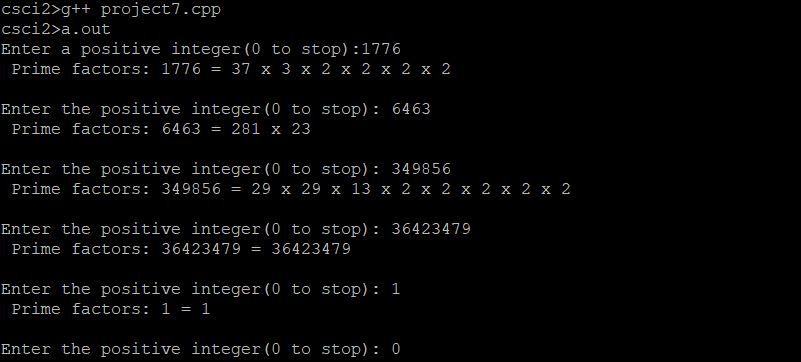 csci2>g++ project7.cpp
csci2>a.out
Enter a positive integer(0 to stop):1776
 Prime factors: 1776 = 37 x 3 x 2 x 2 x 2 x 2

Enter the positive integer(0 to stop): 6463
 Prime factors: 6463 = 281 x 23

Enter the positive integer(0 to stop): 349856
 Prime factors: 349856 = 29 x 29 x 13 x 2 x 2 x 2 x 2 x 2

Enter the positive integer(0 to stop): 36423479
 Prime factors: 36423479 = 36423479

Enter the positive integer(0 to stop): 1
 Prime factors: 1 = 1

Enter the positive integer(0 to stop): 0